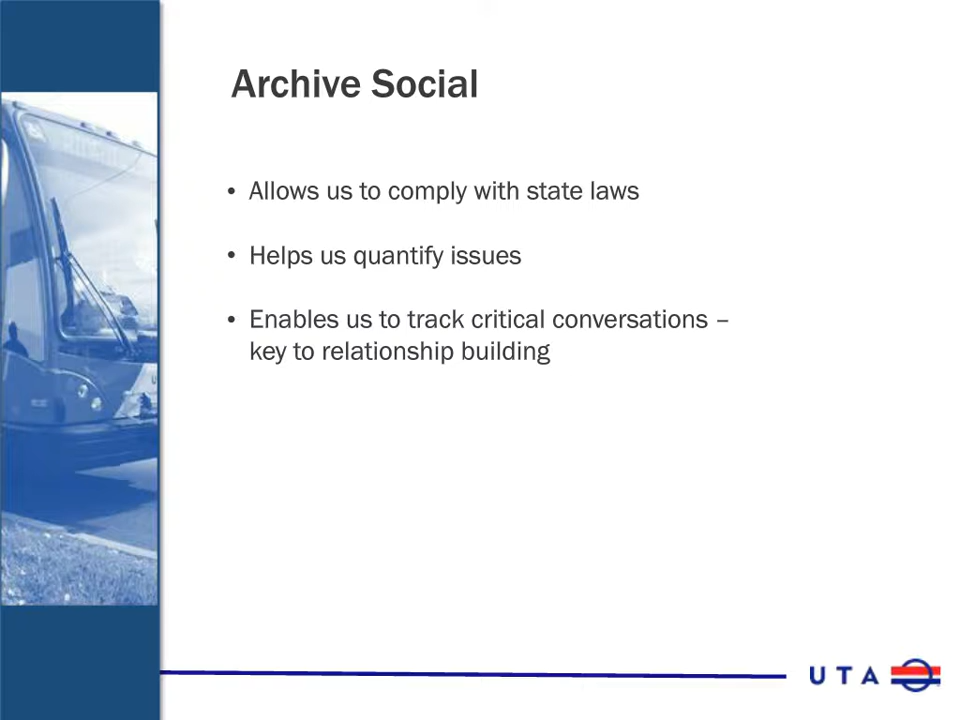 Archive Social
• Allows us to comply with state laws
• Helps us quantify issues
• Enables us to track critical conversations –
key to relationship building
UTA